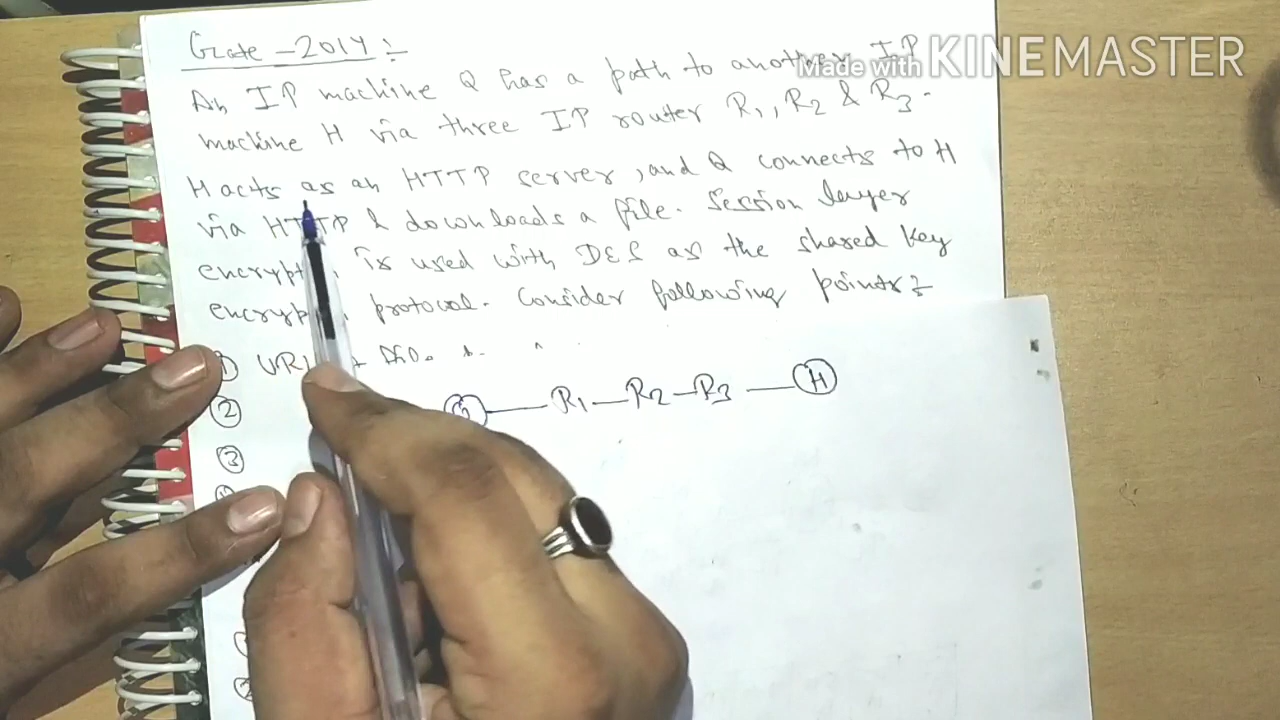 Gate - 2014 :-
Made with KINEMASTER
An IP machine Q has a path to another IP
machine H via three IP router R1, R2 & R3.
H acts as an HTTP server, and Q connects to H
via HTTP & downloads a file. Session layer
is used with DES as the shared key
protocol. Consider following points :-
①
②
③
Q R1 R2 R3 H